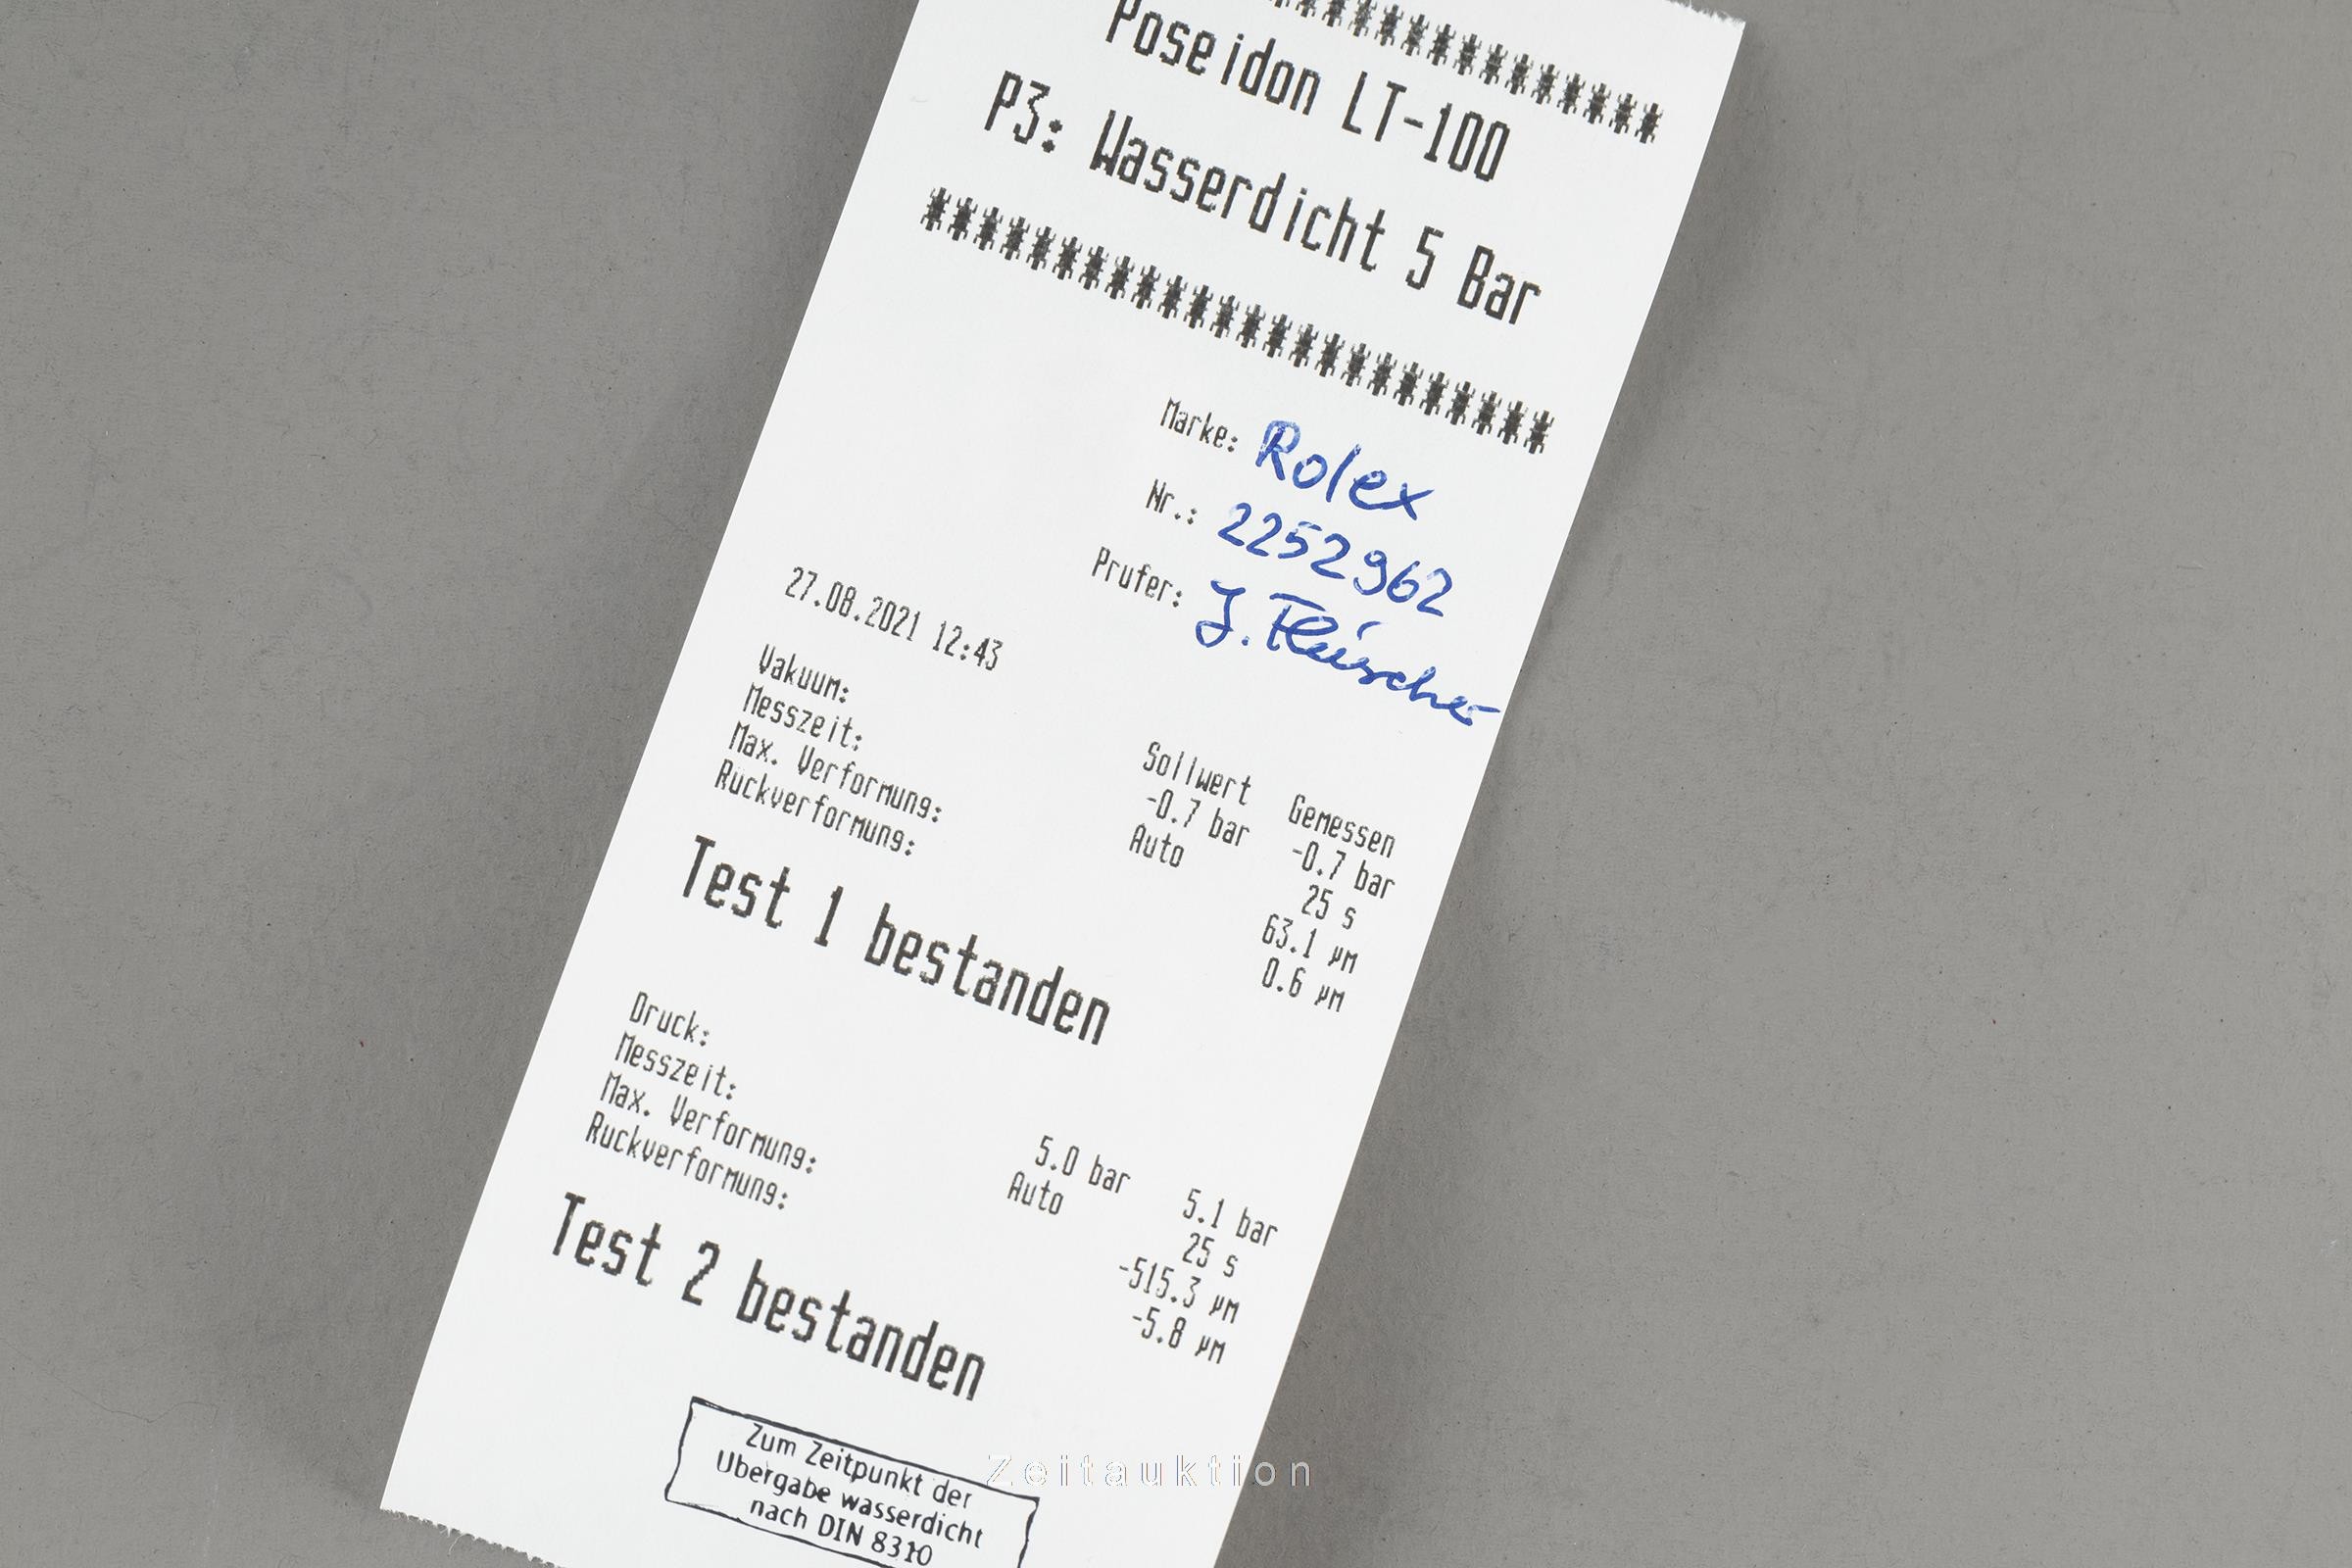 ********************
Poseidon LT-100
P3: Wasserdicht 5 Bar
************************
Marke: Rolex
Nr.: 2252962
Prufer: J. Fleischer
27.08.2021 12:43
Sollwert Gemessen
Vakuum: -0.7 bar -0.7 bar
Messzeit: Auto 25 s
Max. Verformung: 63.1 µm
Rückverformung: 0.6 µm
Test 1 bestanden
Druck: 5.0 bar 5.1 bar
Messzeit: Auto 25 s
Max. Verformung: -515.3 µm
Ruckverformung: -5.8 µm
Test 2 bestanden
Zum Zeitpunkt der
Übergabe wasserdicht
nach DIN 8310
Zeitauktion